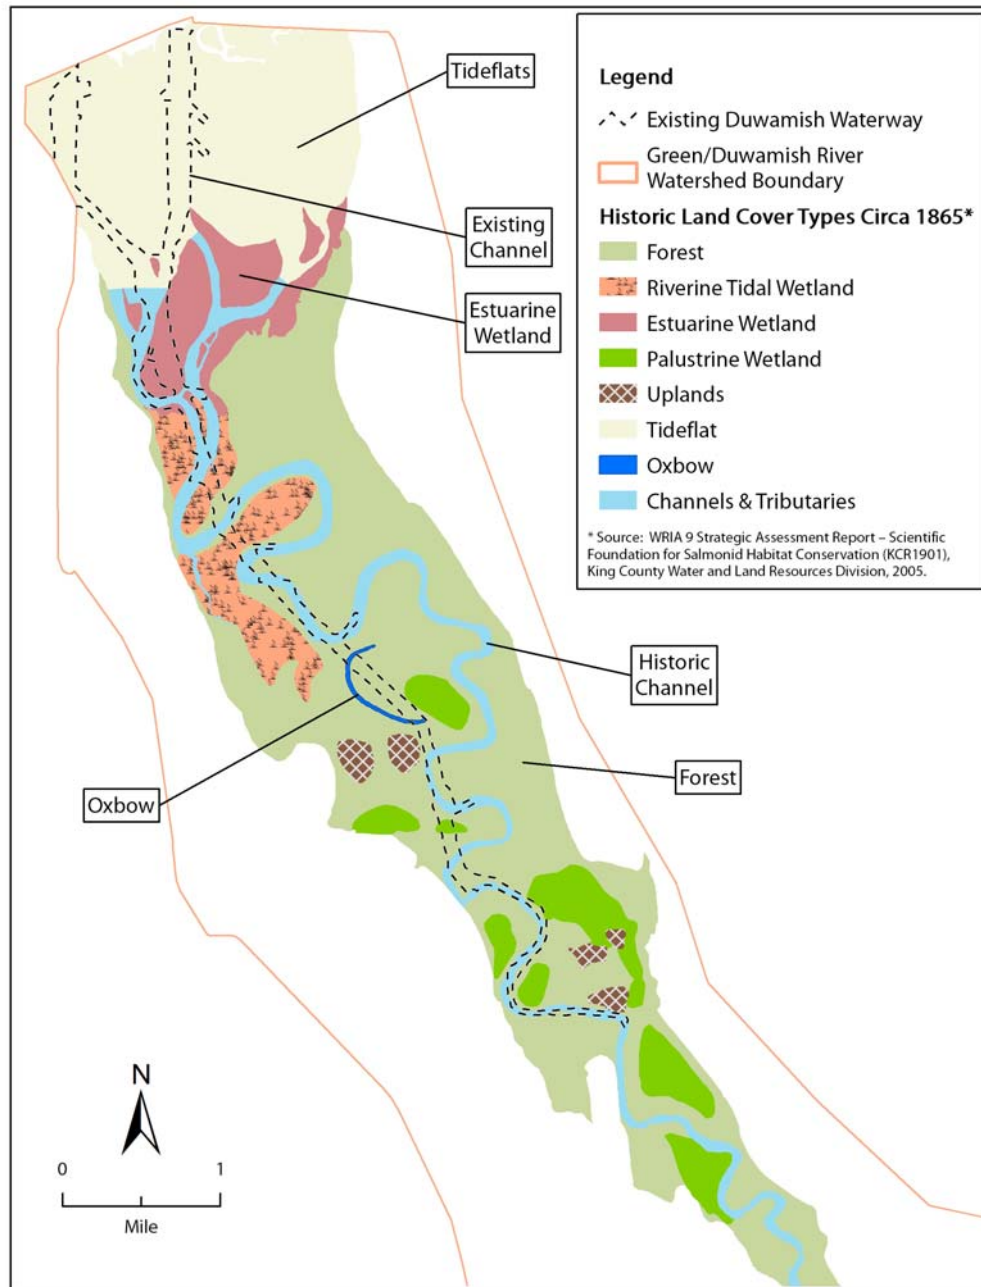 Tideflats
Existing
Channel
Estuarine
Wetland
Historic
Channel
Forest
Oxbow
N
0 1
Mile
Legend
Existing Duwamish Waterway
Green/Duwamish River
Watershed Boundary
Historic Land Cover Types Circa 1865*
Forest
Riverine Tidal Wetland
Estuarine Wetland
Palustrine Wetland
Uplands
Tideflat
Oxbow
Channels & Tributaries
* Source: WRIA 9 Strategic Assessment Report – Scientific
Foundation for Salmonid Habitat Conservation (KCR1901),
King County Water and Land Resources Division, 2005.